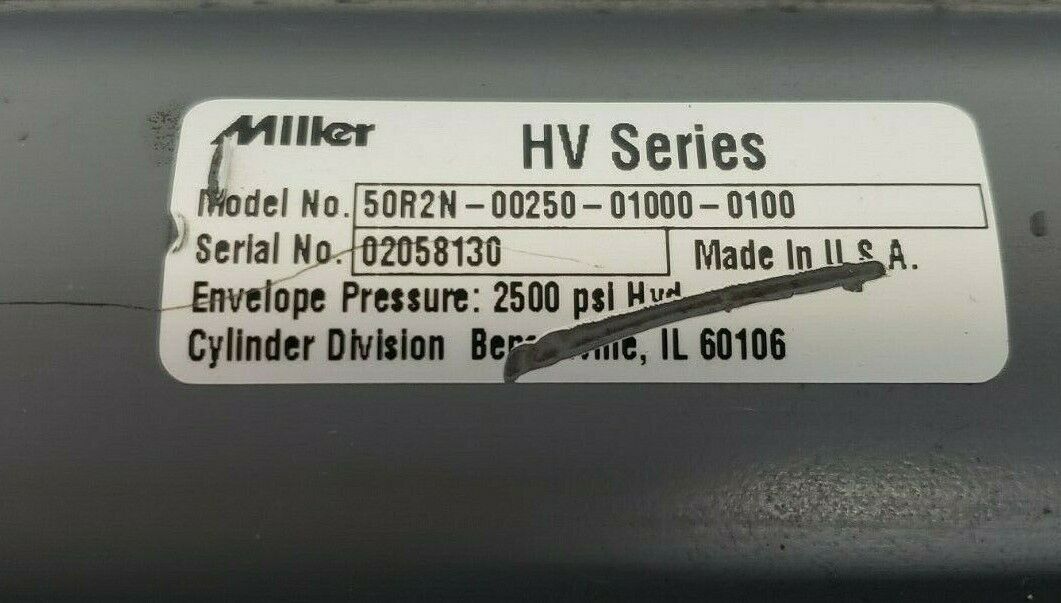 Miller
HV Series
Model No. 50R2N-00250-01000-0100
Serial No. 02058130
Made In U.S.A.
Envelope Pressure: 2500 psi Hyd
Cylinder Division IL 60106